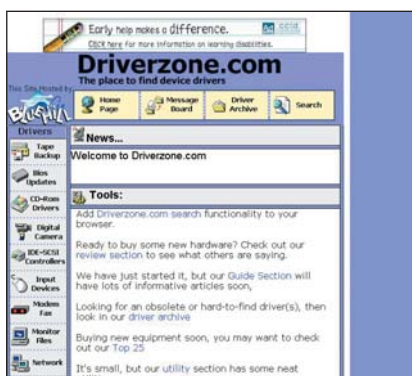 Early help makes a difference.
Ad
Click here for more information on learning disabilities.
Driverzone.com
The place to find device drivers
This Site Hosted by
BlueHill
Home
Page
Message
Board
Driver
Archive
Search
Drivers
Tape
Backup
Bios
Updates
CD-Rom
Drivers
Digital
Camera
IDE-SCSI
Controllers
Input
Devices
Modem
Fax
Monitor
Files
Network
News...
Welcome to Driverzone.com
Tools:
Add Driverzone.com search functionality to your
browser.
Ready to buy some new hardware? Check out our
review section to see what others are saying.
We have just started it, but our Guide Section will
have lots of informative articles soon,
Looking for an obsolete or hard-to-find driver(s), then
look in our driver archive
Buying new equipment soon, you may want to check
out our Top 25
It's small, but our utility section has some neat